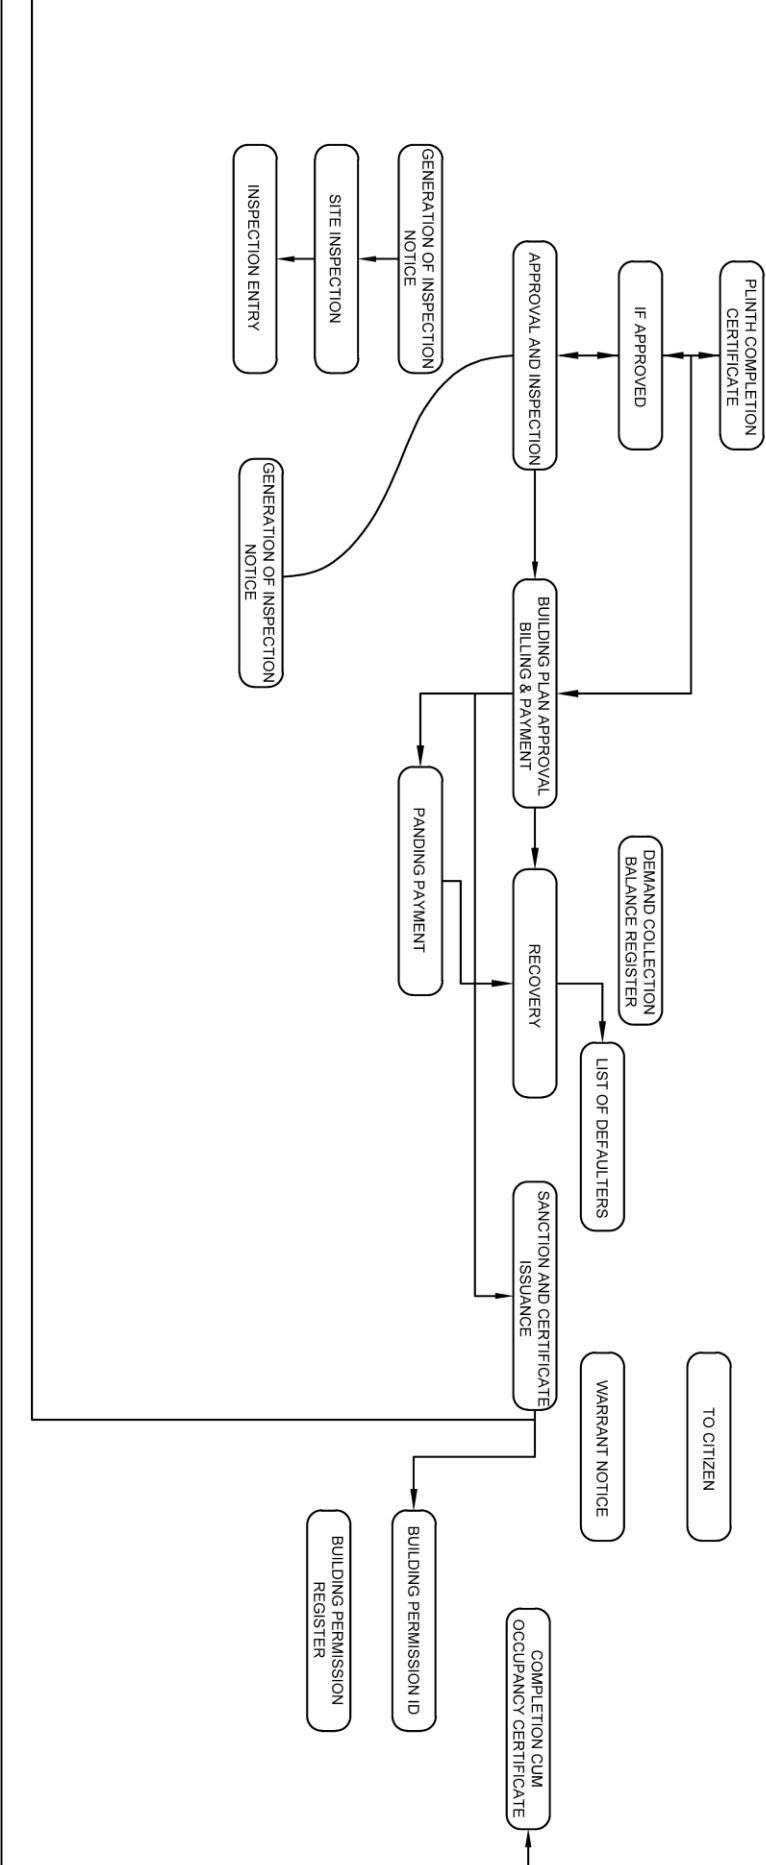 PLINTH COMPLETION
CERTIFICATE
IF APPROVED
DEMAND COLLECTION
BALANCE REGISTER
LIST OF DEFAULTERS
TO CITIZEN
WARRANT NOTICE
APPROVAL AND INSPECTION
BUILDING PLAN APPROVAL
BILLING & PAYMENT
RECOVERY
SANCTION AND CERTIFICATE
ISSUANCE
COMPLETION CUM
OCCUPANCY CERTIFICATE
GENERATION OF INSPECTION
NOTICE
PANDING PAYMENT
BUILDING PERMISSION ID
SITE INSPECTION
BUILDING PERMISSION
REGISTER
INSPECTION ENTRY
GENERATION OF INSPECTION
NOTICE